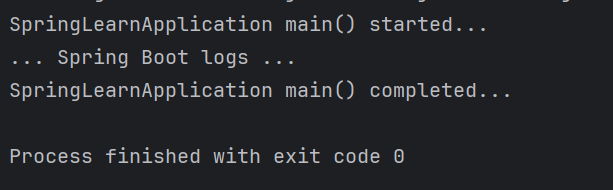 SpringLearnApplication main() started...
... Spring Boot logs ...
SpringLearnApplication main() completed...
Process finished with exit code 0